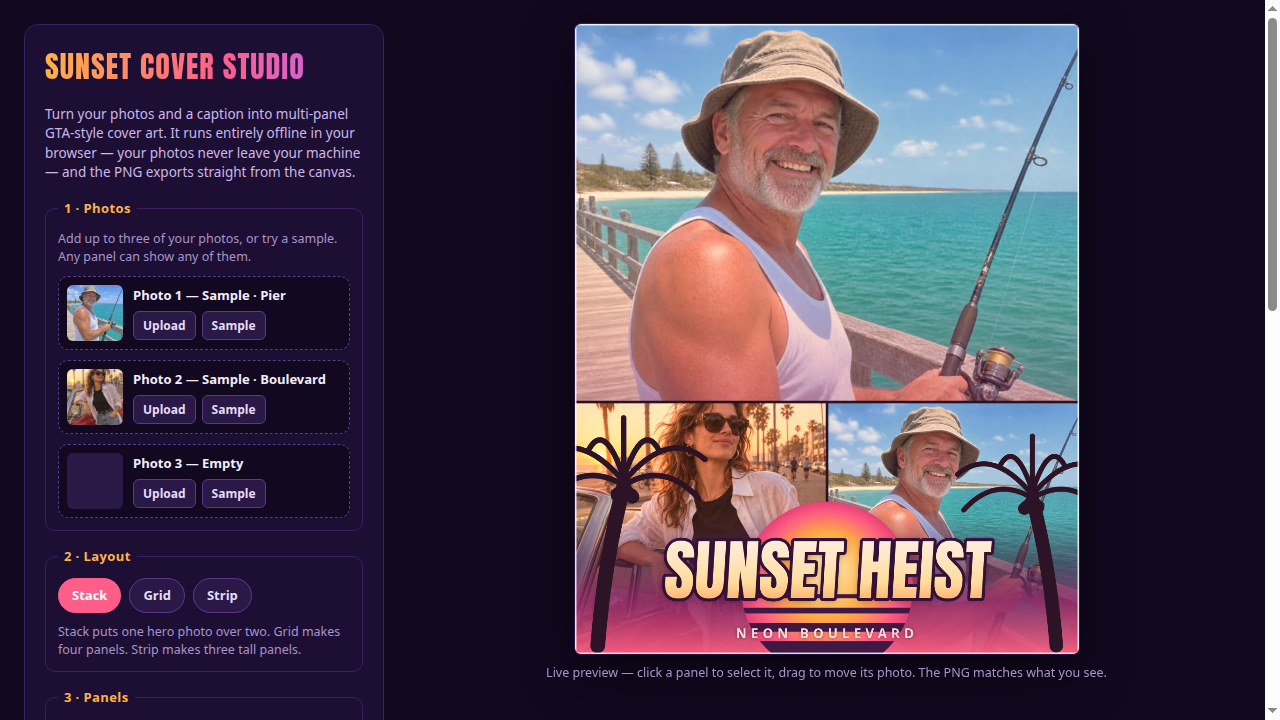 SUNSET COVER STUDIO
Turn your photos and a caption into multi-panel
GTA-style cover art. It runs entirely offline in your
browser — your photos never leave your machine
— and the PNG exports straight from the canvas.
1 · Photos
Add up to three of your photos, or try a sample.
Any panel can show any of them.
Photo 1 — Sample · Pier
Upload
Sample
Photo 2 — Sample · Boulevard
Upload
Sample
Photo 3 — Empty
Upload
Sample
2 · Layout
Stack
Grid
Strip
Stack puts one hero photo over two. Grid makes
four panels. Strip makes three tall panels.
3 · Panels
SUNSET HEIST
NEON BOULEVARD
Live preview — click a panel to select it, drag to move its photo. The PNG matches what you see.